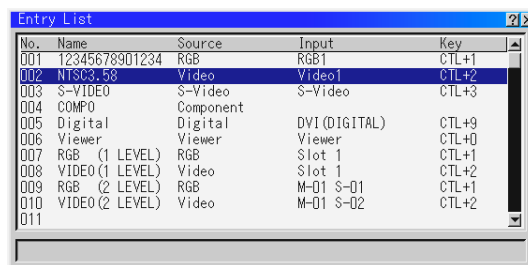 Entry List ?
No. Name Source Input Key
001 12345678901234 RGB RGB1 CTL+1
002 NTSC3.58 Video Video1 CTL+2
003 S-VIDEO S-Video S-Video CTL+3
004 COMPO Component
005 Digital Digital DVI(DIGITAL) CTL+9
006 Viewer Viewer Viewer CTL+0
007 RGB (1 LEVEL) RGB Slot 1 CTL+1
008 VIDEO(1 LEVEL) Video Slot 1 CTL+2
009 RGB (2 LEVEL) RGB M-01 S-01 CTL+1
010 VIDEO(2 LEVEL) Video M-01 S-02 CTL+2
011